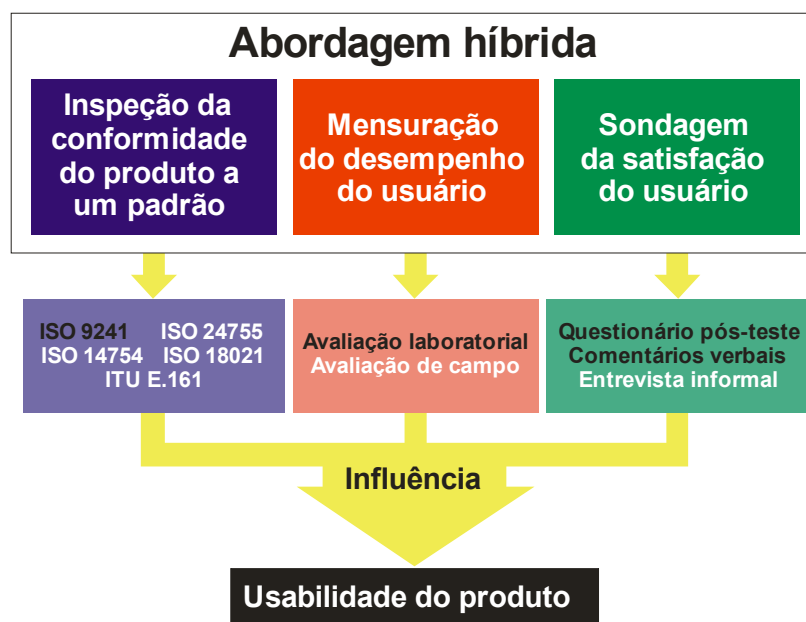 Abordagem híbrida
Inspeção da
conformidade
do produto a
um padrão
Mensuração
do desempenho
do usuário
Sondagem
da satisfação
do usuário
ISO 9241 ISO 24755
ISO 14754 ISO 18021
ITU E.161
Avaliação laboratorial
Avaliação de campo
Questionário pós-teste
Comentários verbais
Entrevista informal
Influência
Usabilidade do produto